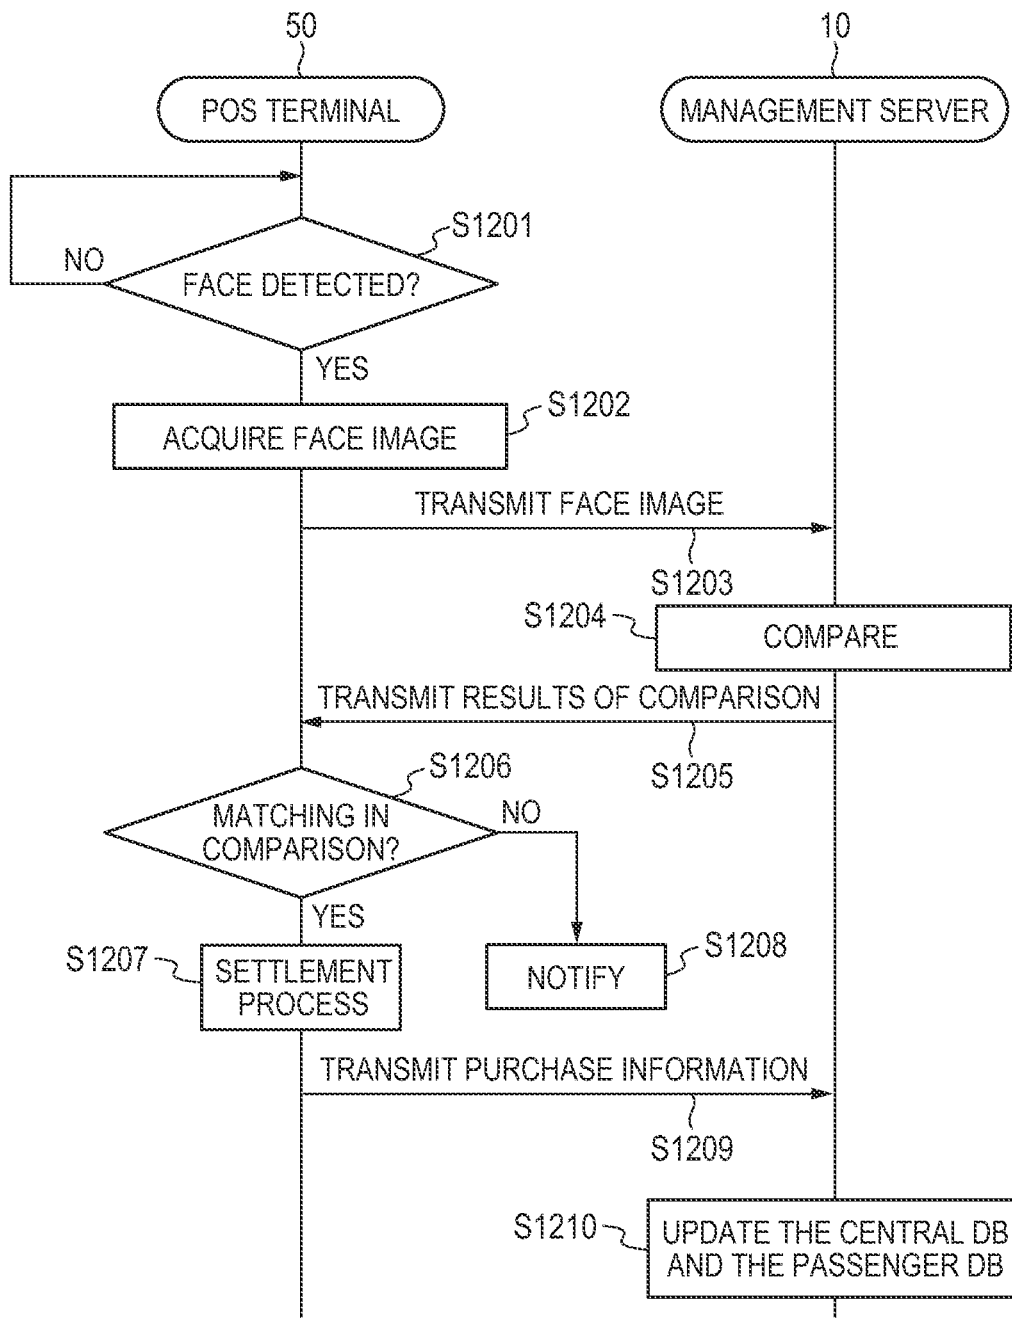 50
10
POS TERMINAL
MANAGEMENT SERVER
S1201
NO
FACE DETECTED?
YES
S1202
ACQUIRE FACE IMAGE
TRANSMIT FACE IMAGE
S1203
S1204
COMPARE
TRANSMIT RESULTS OF COMPARISON
S1205
S1206
MATCHING IN
COMPARISON?
NO
YES
S1207
SETTLEMENT
PROCESS
S1208
NOTIFY
TRANSMIT PURCHASE INFORMATION
S1209
S1210
UPDATE THE CENTRAL DB
AND THE PASSENGER DB